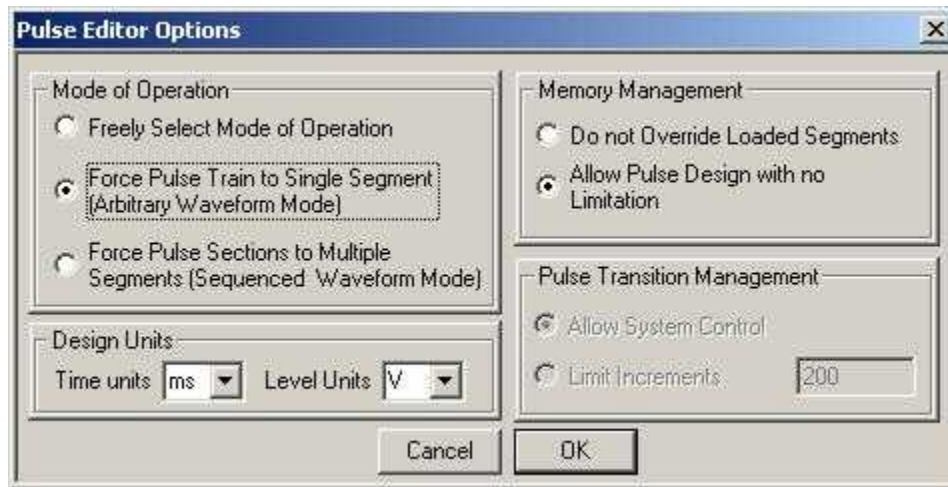 Pulse Editor Options
Mode of Operation
Freely Select Mode of Operation
Force Pulse Train to Single Segment
(Arbitrary Waveform Mode)
Force Pulse Sections to Multiple
Segments (Sequenced Waveform Mode)
Design Units
Time units ms Level Units V
Memory Management
Do not Override Loaded Segments
Allow Pulse Design with no
Limitation
Pulse Transition Management
Allow System Control
Limit Increments 200
Cancel OK